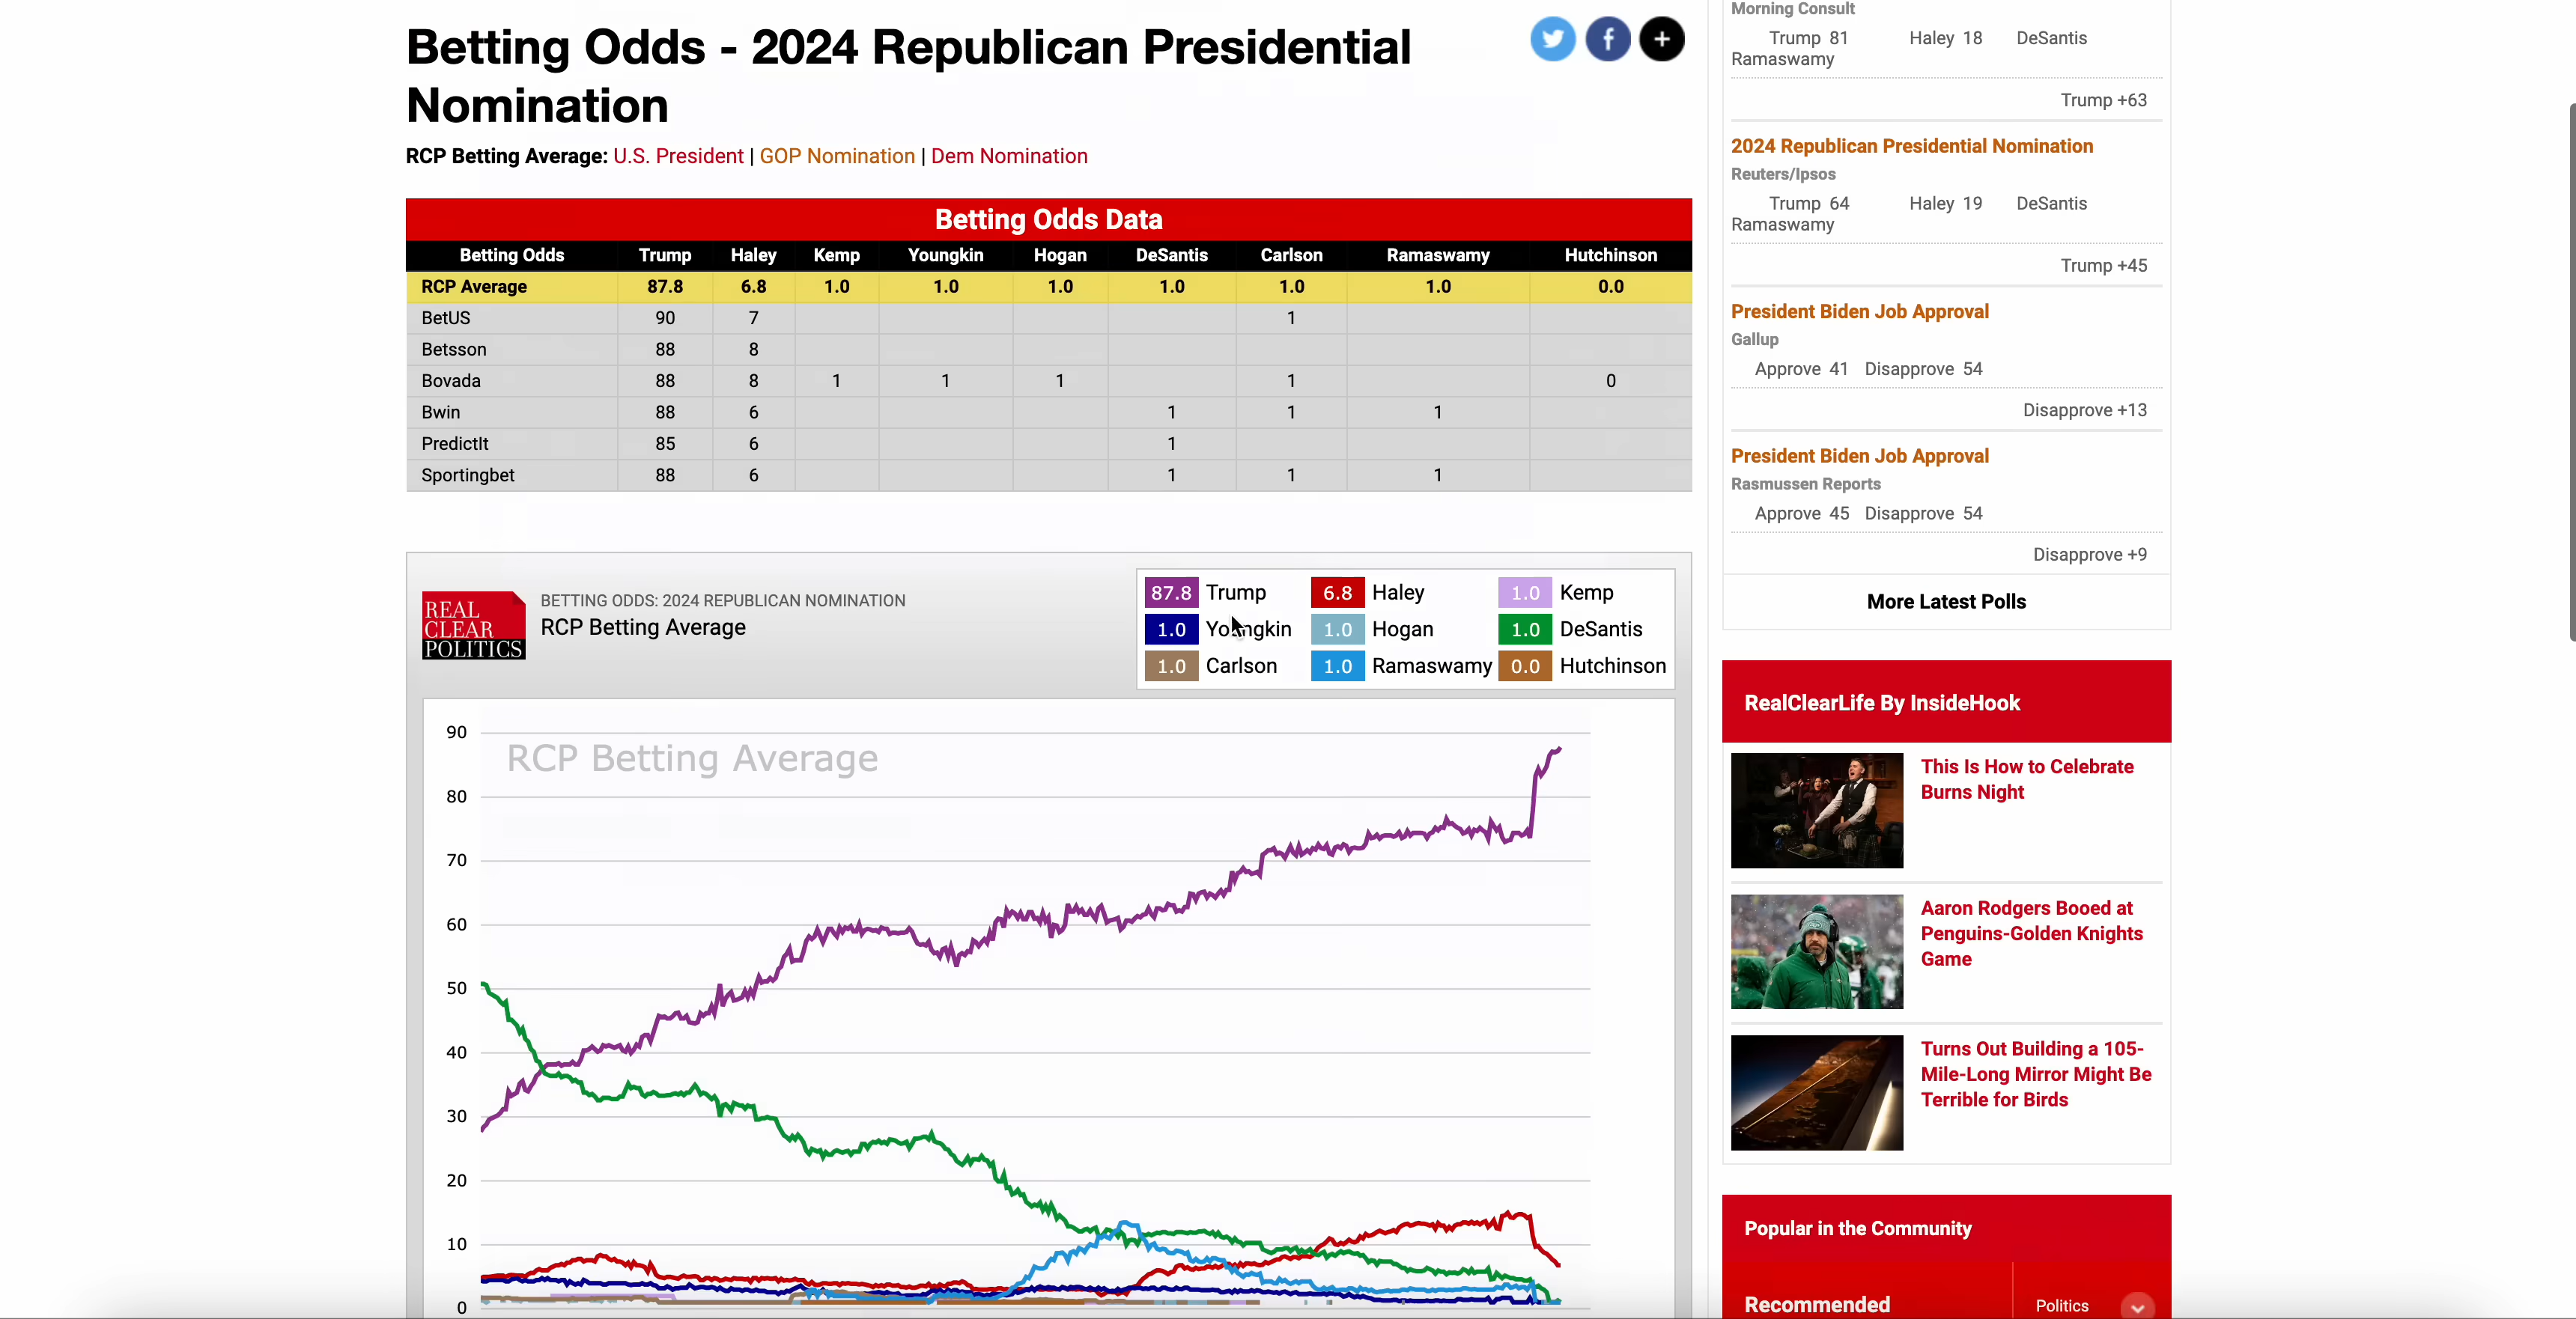 Betting Odds - 2024 Republican Presidential
Nomination
RCP Betting Average: U.S. President | GOP Nomination | Dem Nomination
Betting Odds Data
Betting Odds Trump Haley Kemp Youngkin Hogan DeSantis Carlson Ramaswamy Hutchinson
RCP Average 87.8 6.8 1.0 1.0 1.0 1.0 1.0 1.0 0.0
BetUS 90 7 1
Betsson 88 8
Bovada 88 8 1 1 1 1 0
Bwin 88 6 1 1 1
PredictIt 85 6 1
Sportingbet 88 6 1 1 1
REAL
CLEAR
POLITICS
BETTING ODDS: 2024 REPUBLICAN NOMINATION
RCP Betting Average
87.8 Trump 6.8 Haley 1.0 Kemp
1.0 Youngkin 1.0 Hogan 1.0 DeSantis
1.0 Carlson 1.0 Ramaswamy 0.0 Hutchinson
RCP Betting Average
90
80
70
60
50
40
30
20
10
0
Morning Consult
Trump 81 Haley 18 DeSantis
Ramaswamy
Trump +63
2024 Republican Presidential Nomination
Reuters/Ipsos
Trump 64 Haley 19 DeSantis
Ramaswamy
Trump +45
President Biden Job Approval
Gallup
Approve 41 Disapprove 54
Disapprove +13
President Biden Job Approval
Rasmussen Reports
Approve 45 Disapprove 54
Disapprove +9
More Latest Polls
RealClearLife By InsideHook
This Is How to Celebrate
Burns Night
Aaron Rodgers Booed at
Penguins-Golden Knights
Game
Turns Out Building a 105-
Mile-Long Mirror Might Be
Terrible for Birds
Popular in the Community
Recommended Politics